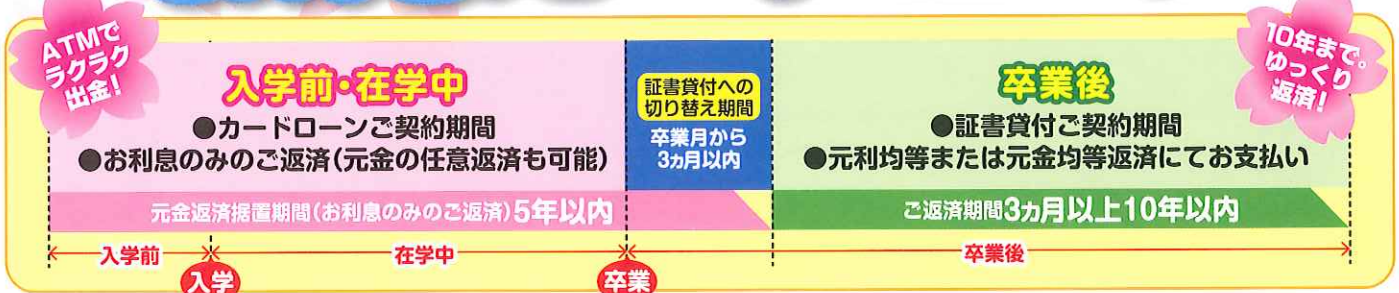 ATMで
ラクラク
出金!
入学前・在学中
●カードローンご契約期間
●お利息のみのご返済(元金の任意返済も可能)
証書貸付への
切り替え期間
卒業月から
3ヵ月以内
卒業後
●証書貸付ご契約期間
●元利均等または元金均等返済にてお支払い
10年まで。
ゆっくり
返済!
元金返済据置期間(お利息のみのご返済)5年以内
ご返済期間3ヵ月以上10年以内
入学前
在学中
卒業後
入学
卒業